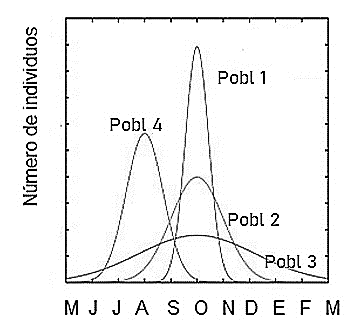 Número de individuos
Pobl 1
Pobl 4
Pobl 2
Pobl 3
M J J A S O N D E F M